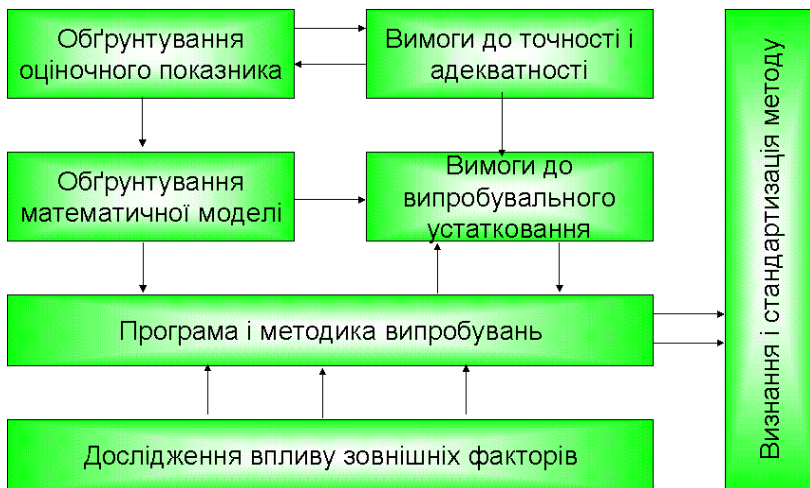 Обґрунтування
оціночного показника
Вимоги до точності і
адекватності
Обґрунтування
математичної моделі
Вимоги до
випробувального
устатковання
Програма і методика випробувань
Дослідження впливу зовнішніх факторів
Визнання і стандартизація методу